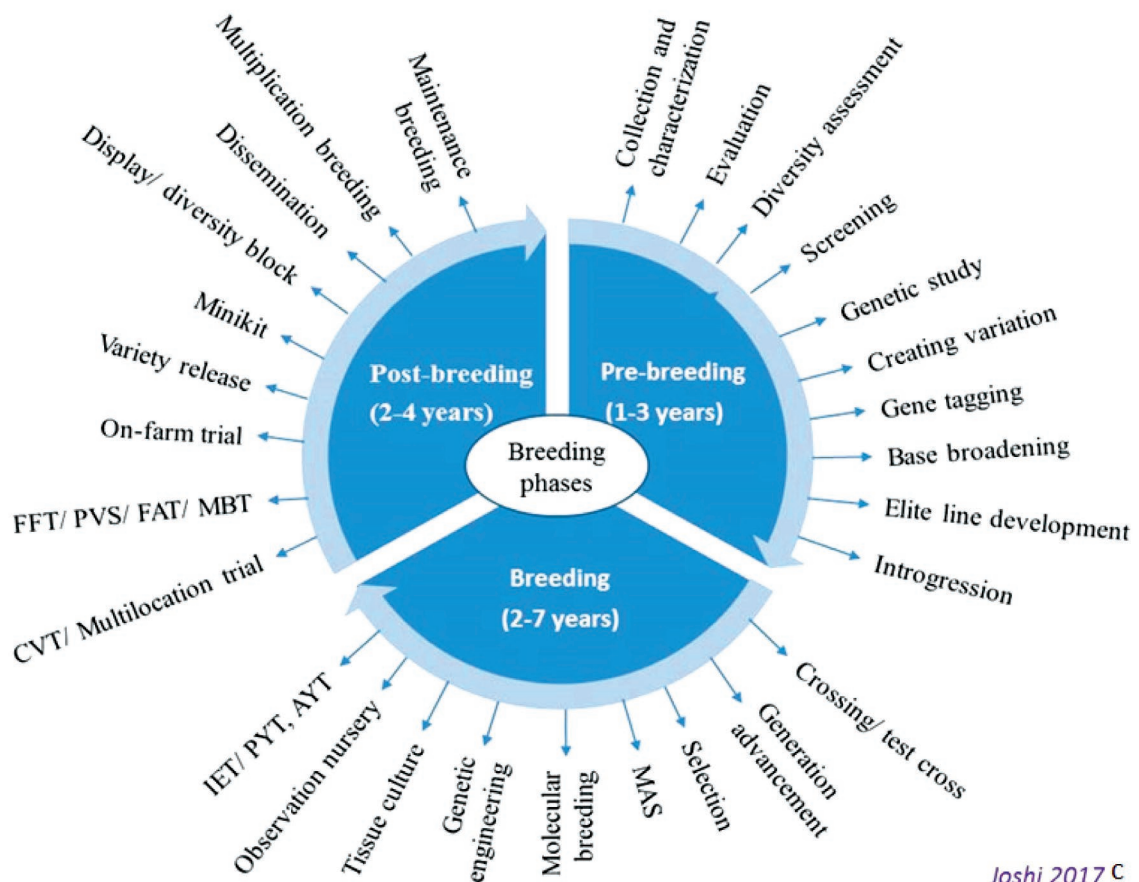 Collection and
characterization
Evaluation
Diversity assessment
Screening
Genetic study
Creating variation
Gene tagging
Base broadening
Elite line development
Introgression
Crossing/ test cross
Generation
advancement
Selection
MAS
Molecular
breeding
Genetic
engineering
Tissue culture
Observation nursery
IET/ PYT, AYT
CVT/ Multilocation trial
FFT/ PVS/ FAT/ MBT
On-farm trial
Variety release
Minikit
Display/ diversity block
Dissemination
Multiplication breeding
Maintenance
breeding
Post-breeding
(2-4 years)
Pre-breeding
(1-3 years)
Breeding
phases
Breeding
(2-7 years)
Joshi 2017 C